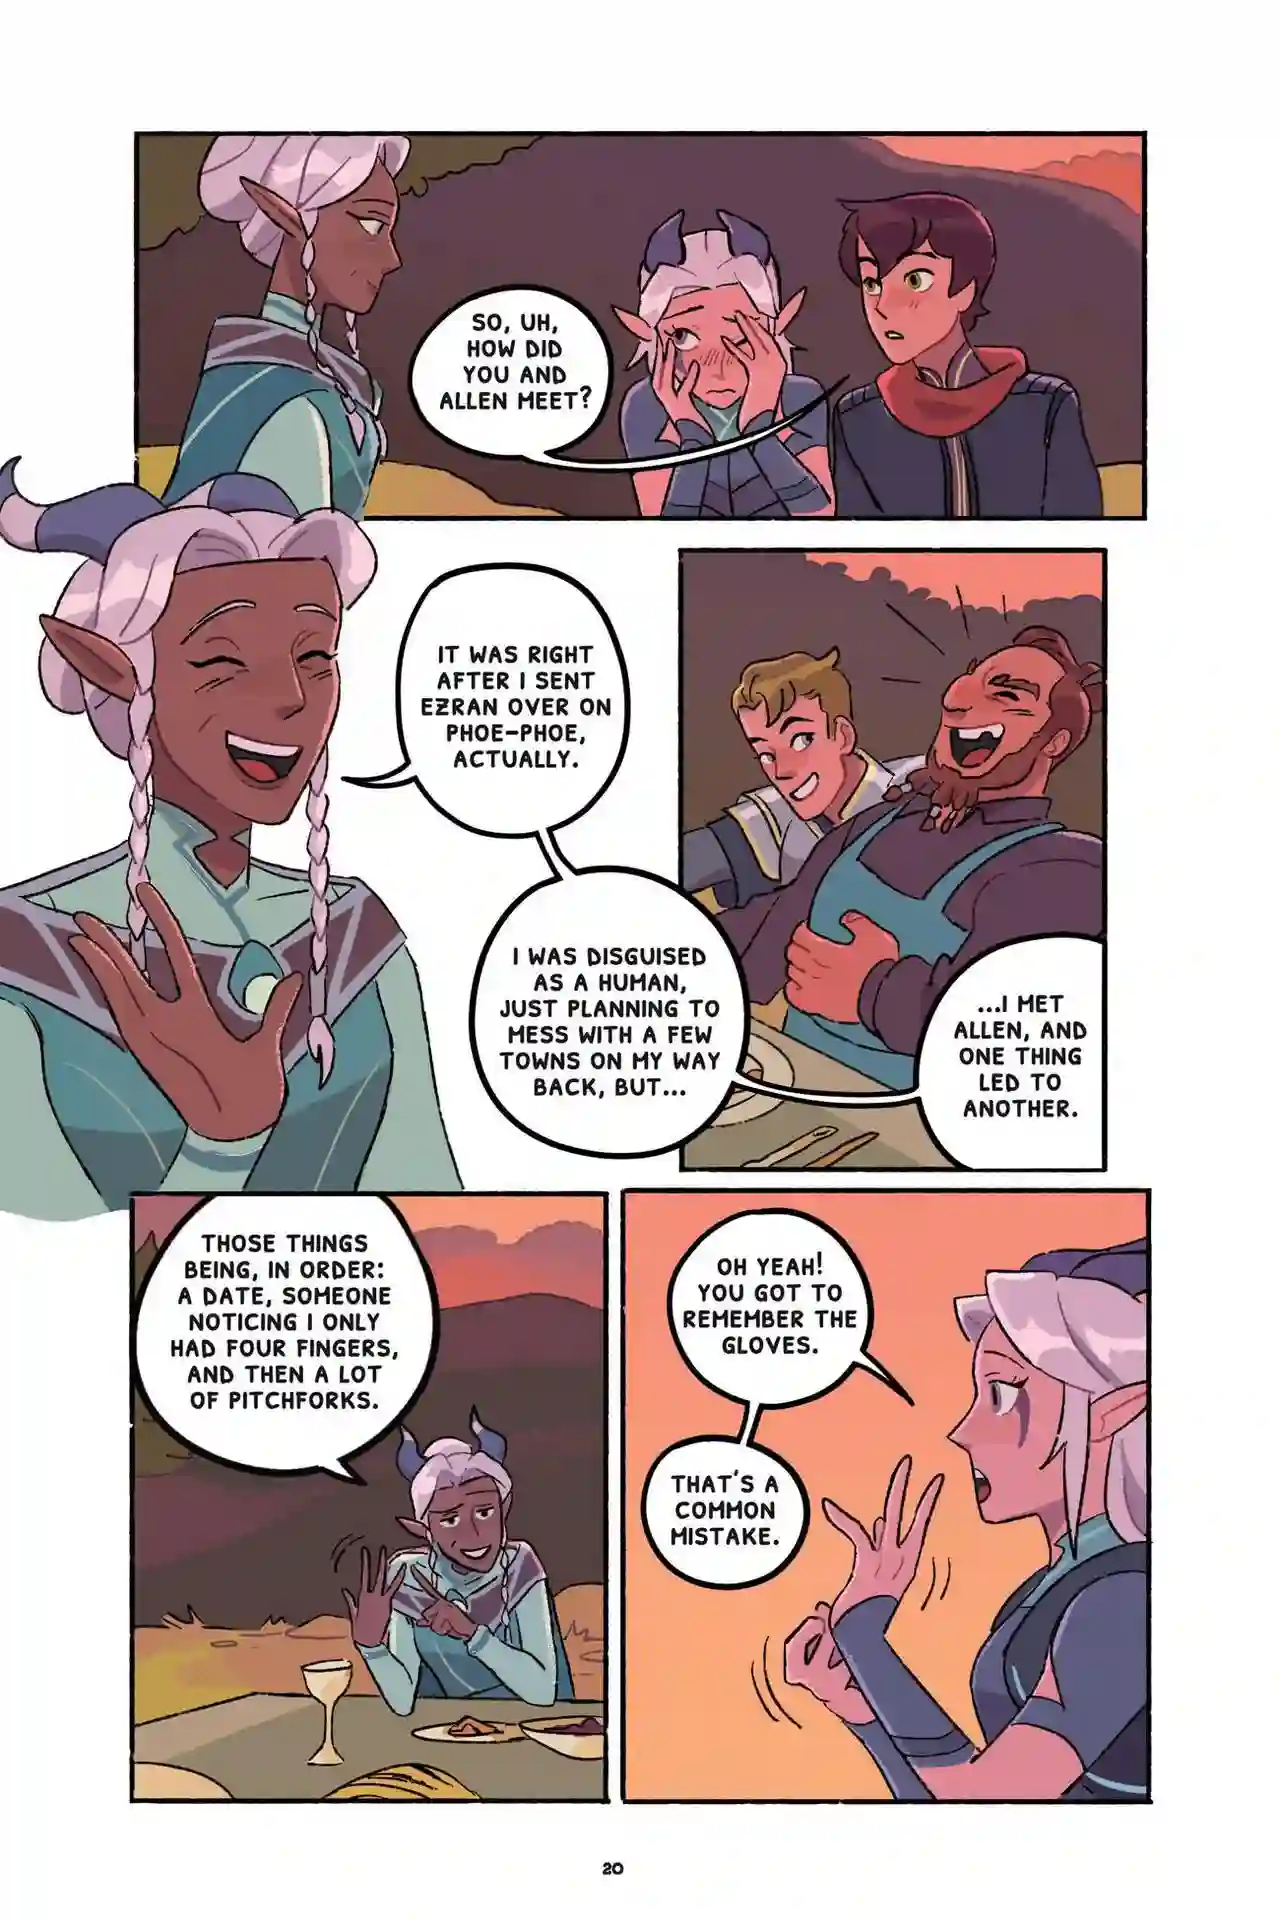 SO, UH,
HOW DID
YOU AND
ALLEN MEET?
IT WAS RIGHT
AFTER I SENT
EZRAN OVER ON
PHOE-PHOE,
ACTUALLY.
I WAS DISGUISED
AS A HUMAN,
JUST PLANNING TO
MESS WITH A FEW
TOWNS ON MY WAY
BACK, BUT...
...I MET
ALLEN, AND
ONE THING
LED TO
ANOTHER.
THOSE THINGS
BEING, IN ORDER:
A DATE, SOMEONE
NOTICING I ONLY
HAD FOUR FINGERS,
AND THEN A LOT
OF PITCHFORKS.
OH YEAH!
YOU GOT TO
REMEMBER THE
GLOVES.
THAT'S A
COMMON
MISTAKE.
20